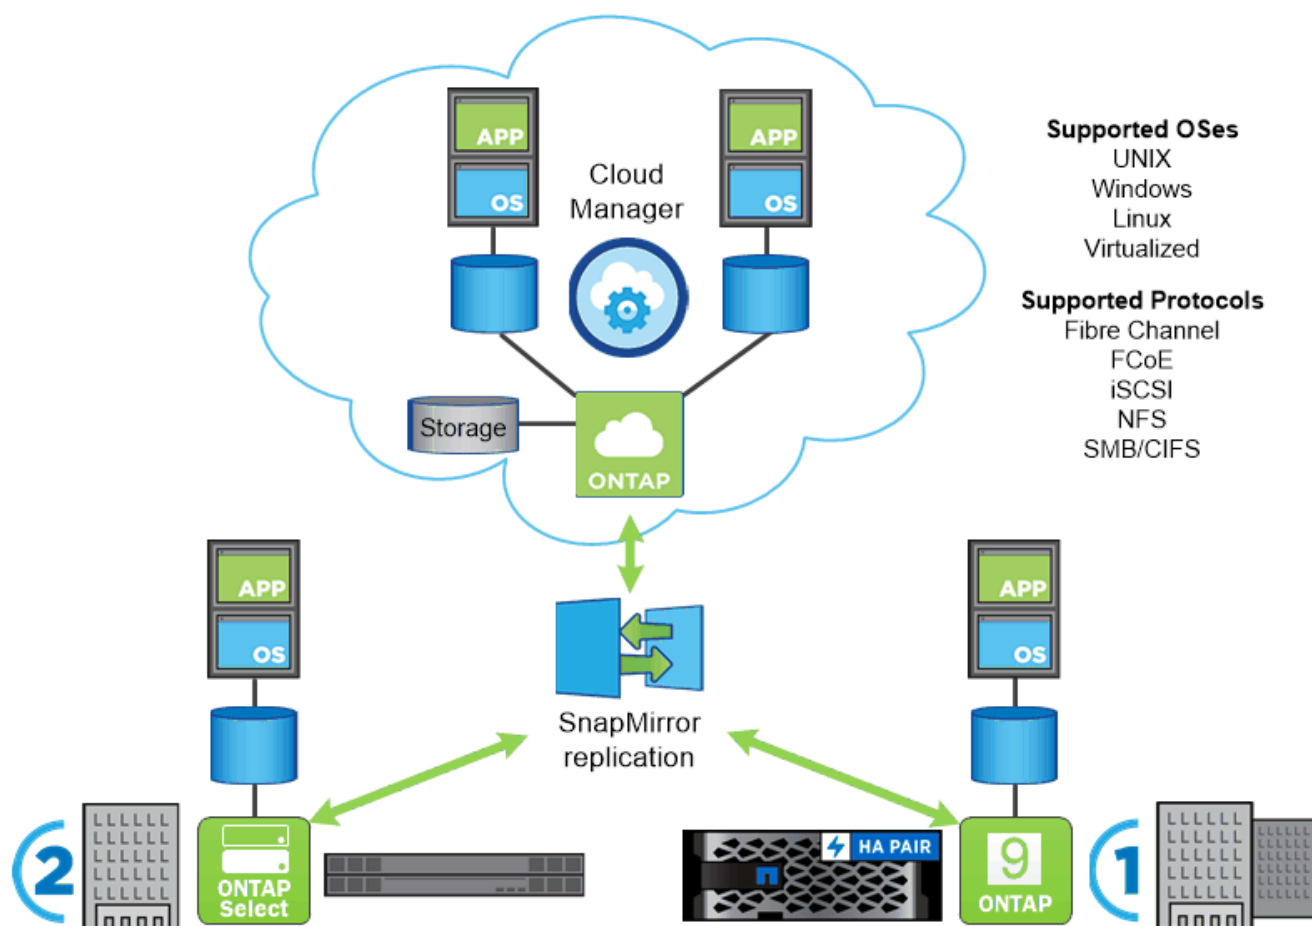 APP
OS
APP
OS
Cloud
Manager
Storage
ONTAP
Supported OSes
UNIX
Windows
Linux
Virtualized
Supported Protocols
Fibre Channel
FCoE
iSCSI
NFS
SMB/CIFS
APP
OS
SnapMirror
replication
APP
OS
2
ONTAP
Select
HA PAIR
9
ONTAP
1